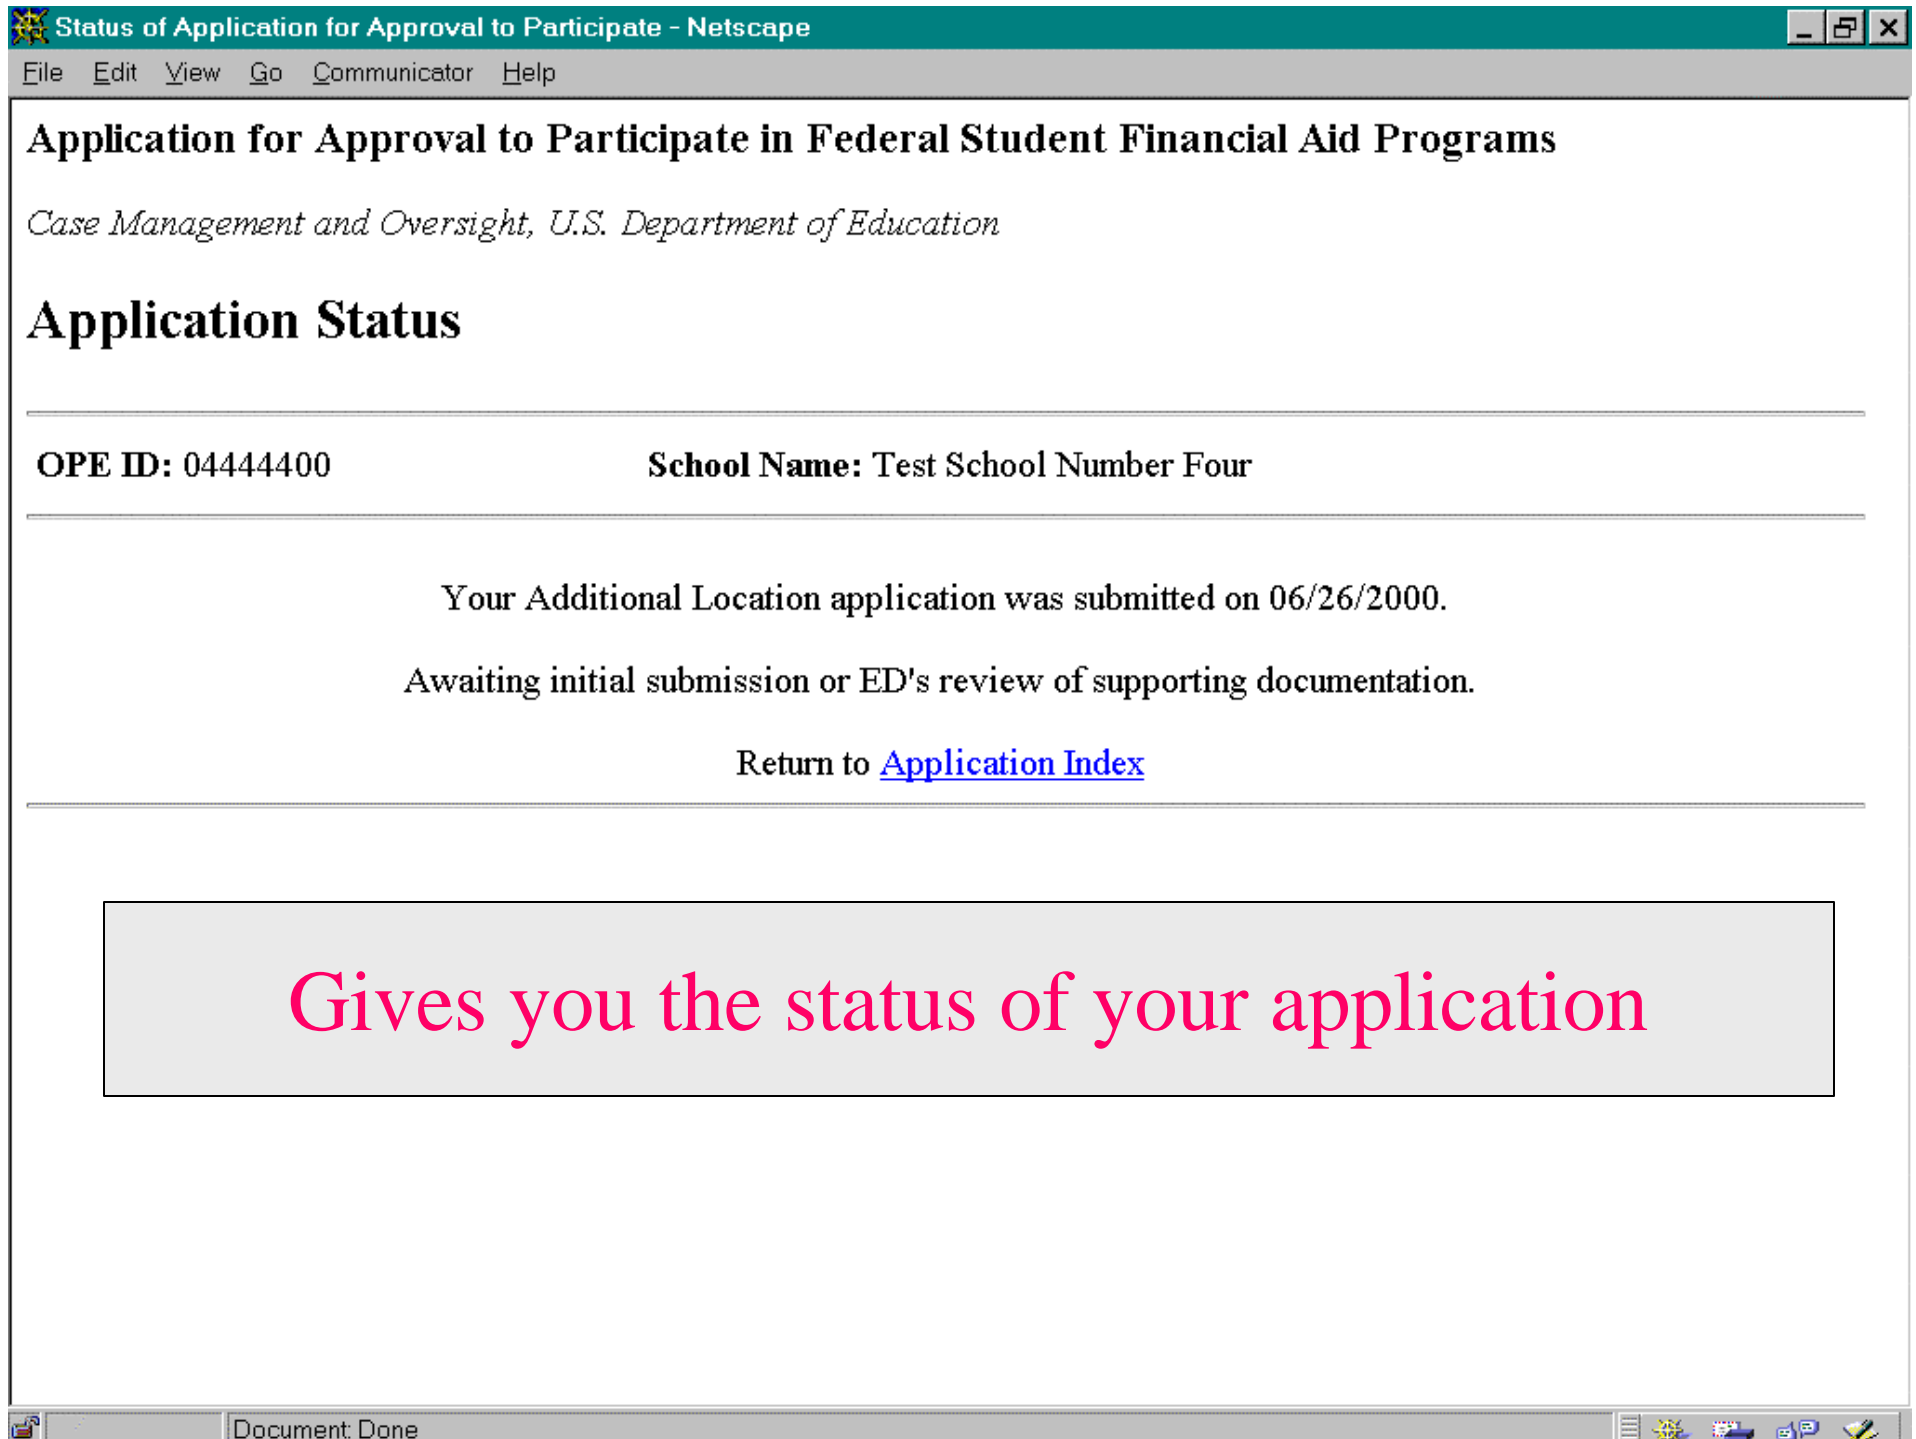 Status of Application for Approval to Participate - Netscape
File Edit View Go Communicator Help
Application for Approval to Participate in Federal Student Financial Aid Programs
Case Management and Oversight, U.S. Department of Education
Application Status
OPE ID: 04444400 School Name: Test School Number Four
Your Additional Location application was submitted on 06/26/2000.
Awaiting initial submission or ED's review of supporting documentation.
Return to Application Index
Gives you the status of your application
Document: Done